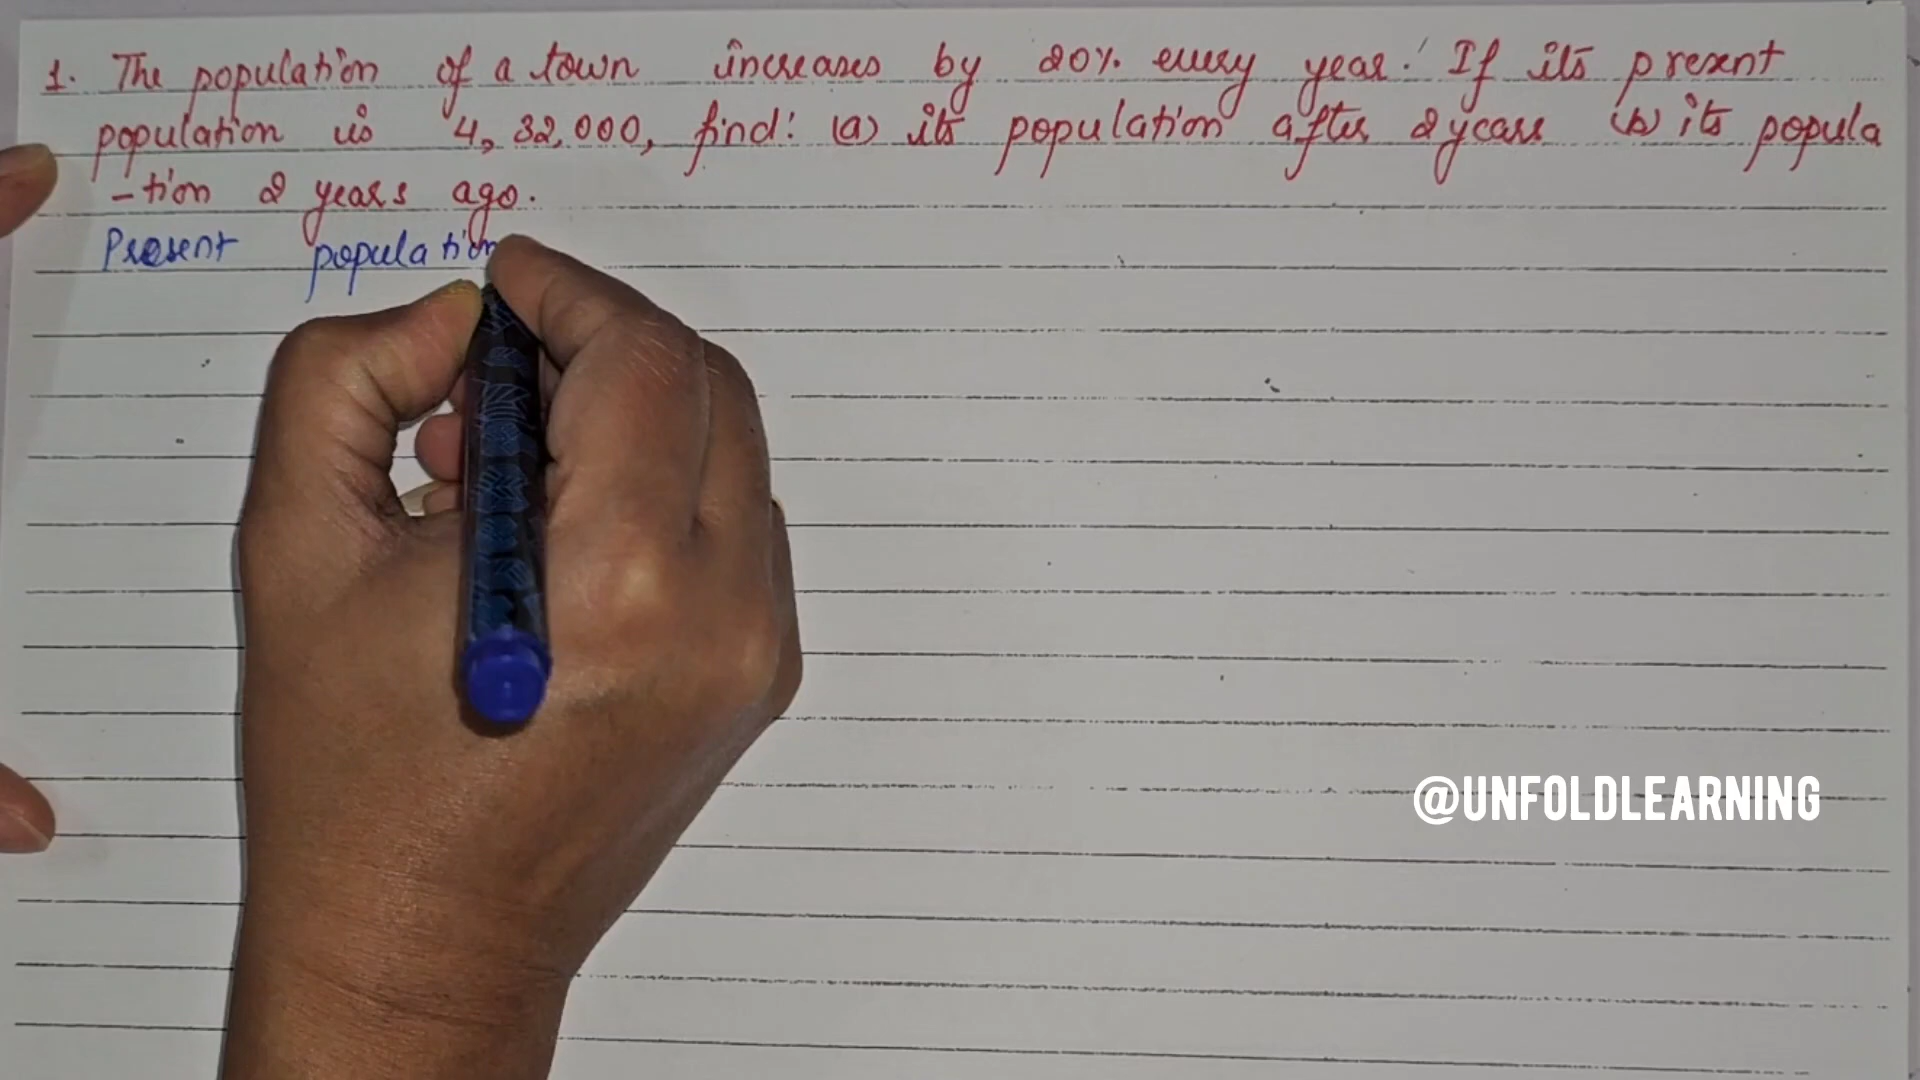 1. The population of a town increases by 20% every year. If its present
population is 4,32,000, find: (a) its population after 2 years (b) its popula
-tion 2 years ago.
Present population
@UNFOLDLEARNING